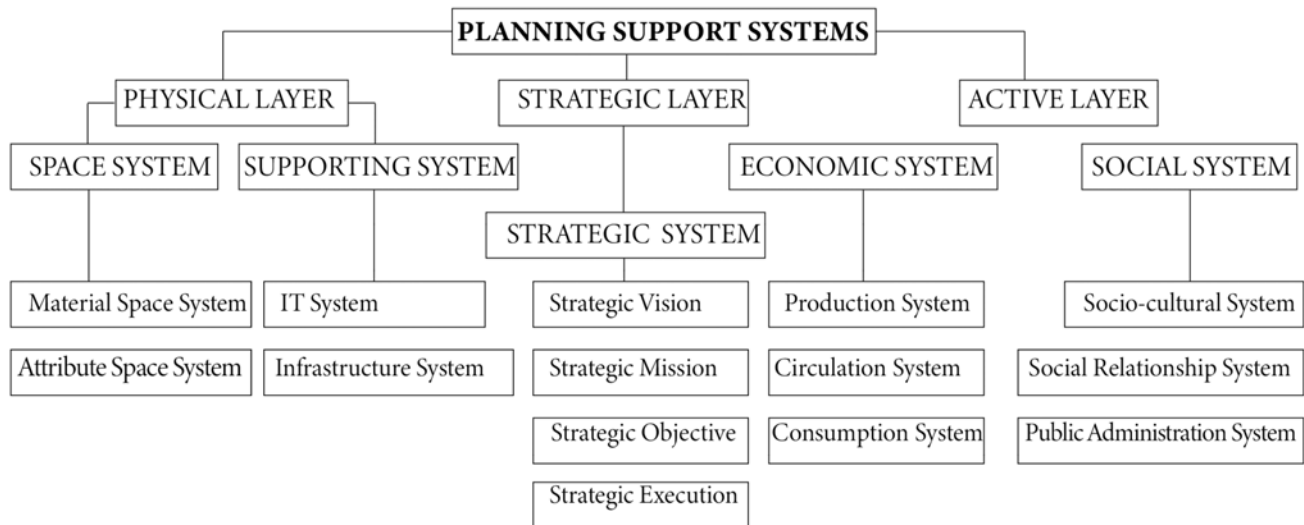 PLANNING SUPPORT SYSTEMS
PHYSICAL LAYER
STRATEGIC LAYER
ACTIVE LAYER
SPACE SYSTEM
SUPPORTING SYSTEM
ECONOMIC SYSTEM
SOCIAL SYSTEM
STRATEGIC SYSTEM
Material Space System
IT System
Strategic Vision
Production System
Socio-cultural System
Attribute Space System
Infrastructure System
Strategic Mission
Circulation System
Social Relationship System
Strategic Objective
Consumption System
Public Administration System
Strategic Execution